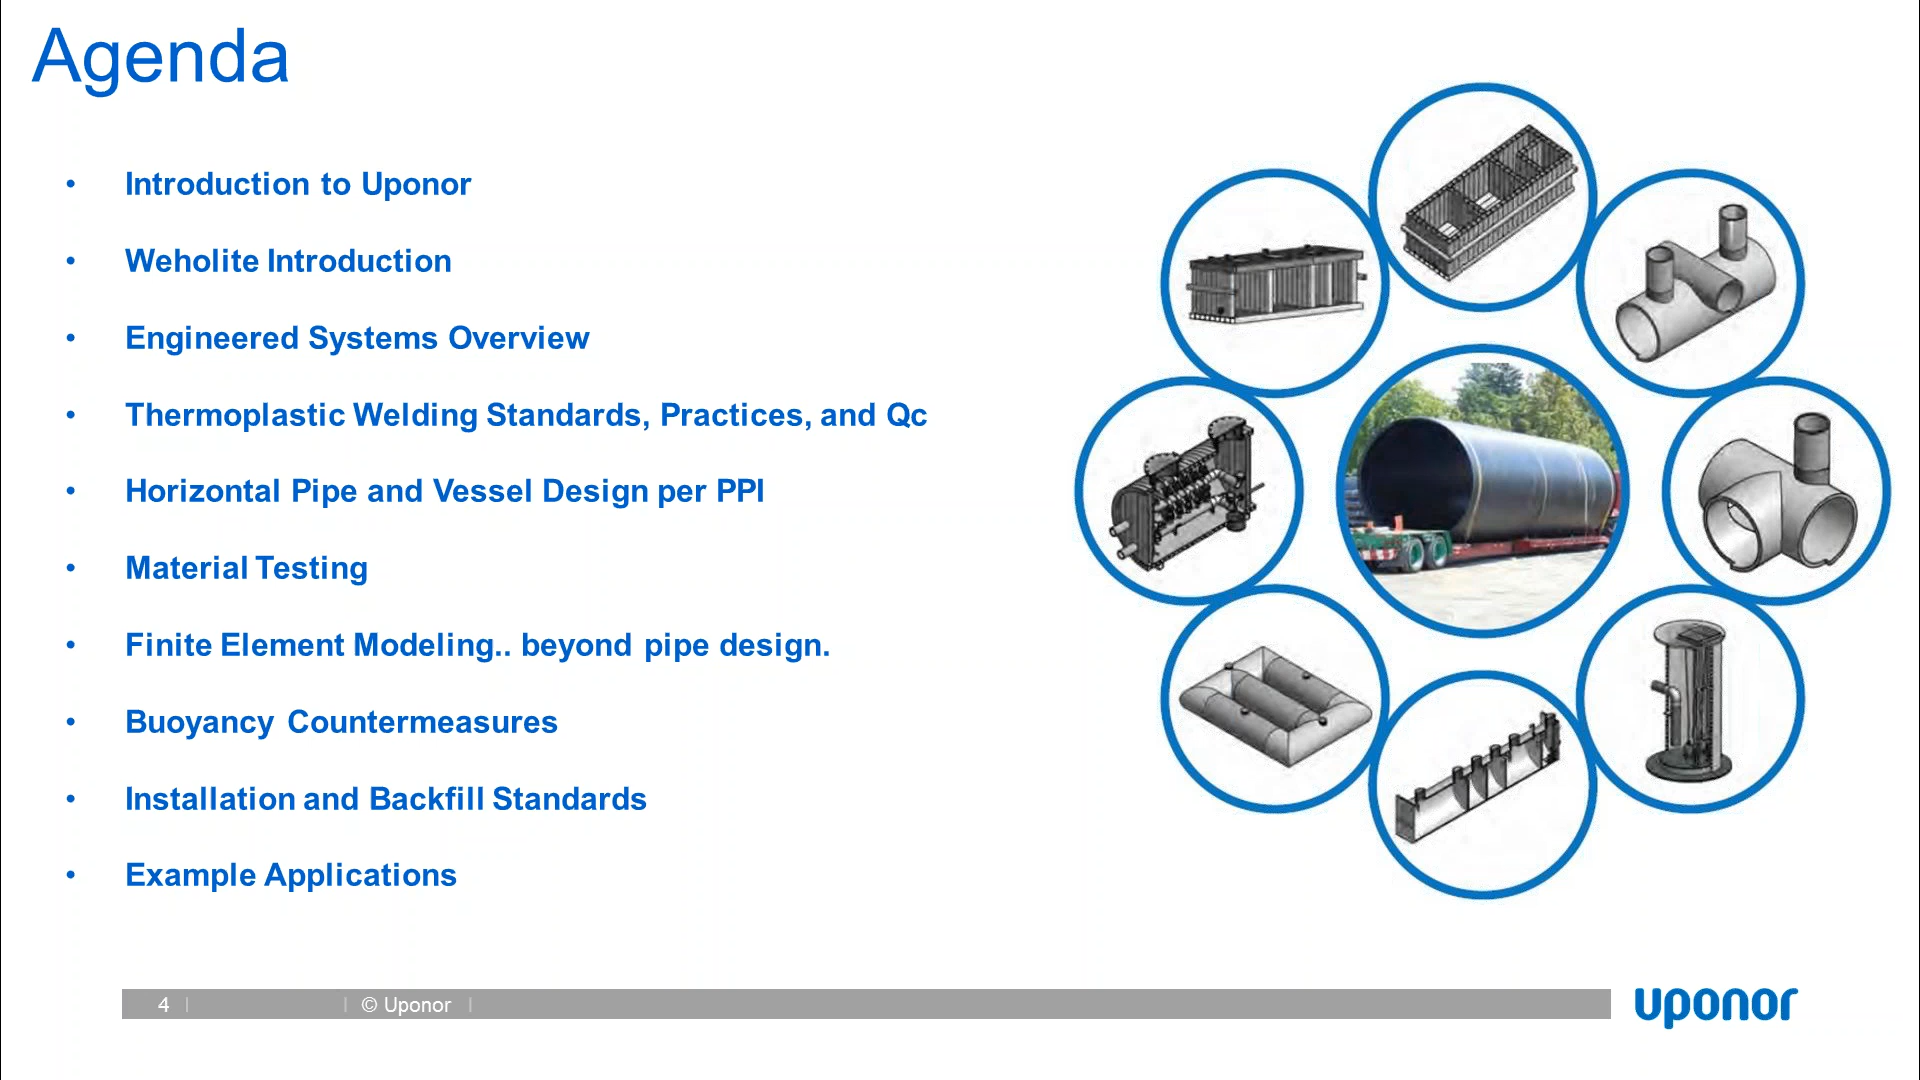 Agenda
• Introduction to Uponor
• Weholite Introduction
• Engineered Systems Overview
• Thermoplastic Welding Standards, Practices, and Qc
• Horizontal Pipe and Vessel Design per PPI
• Material Testing
• Finite Element Modeling.. beyond pipe design.
• Buoyancy Countermeasures
• Installation and Backfill Standards
• Example Applications
4 | | © Uponor |
uponor